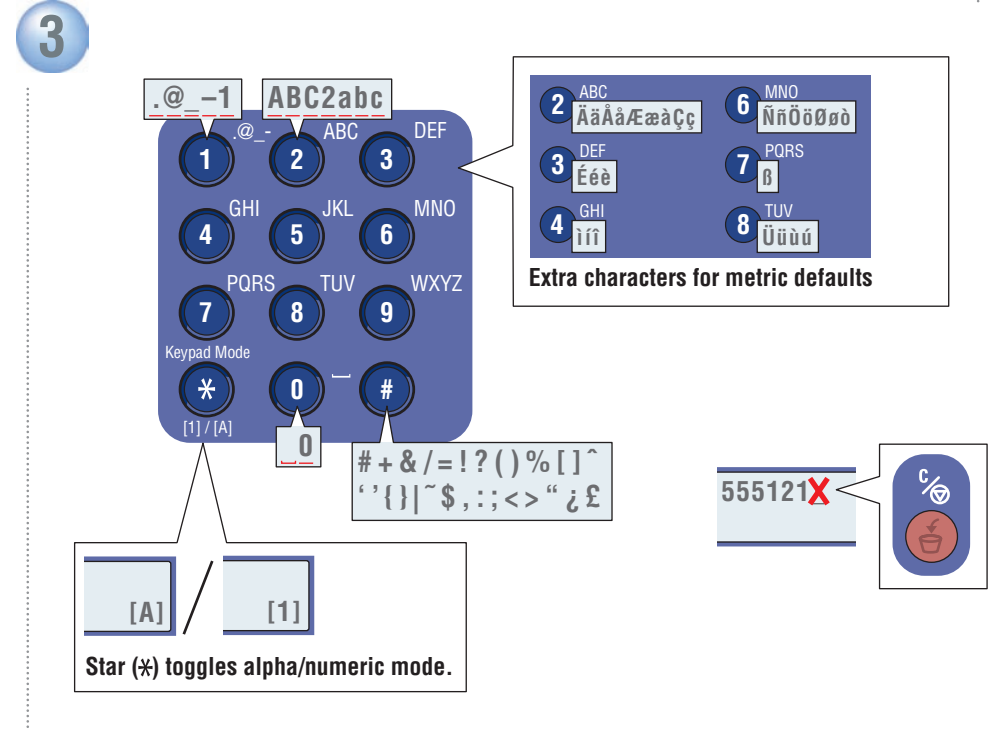 3
.@_–1
ABC2abc
1 .@_-
2 ABC
3 DEF
4 GHI
5 JKL
6 MNO
7 PQRS
8 TUV
9 WXYZ
Keypad Mode
* 0 #
[1] / [A]
_0
#+&/=!?()%[]ˆ
‘’{}|˜$,:;<>“¿£
2 ABC
ÄäÅåÆæàÇç
3 DEF
Ééè
4 GHI
ìíî
6 MNO
ÑñÖöØøò
7 PQRS
ß
8 TUV
Üüùú
Extra characters for metric defaults
555121X
C/
[A] / [1]
Star (*) toggles alpha/numeric mode.